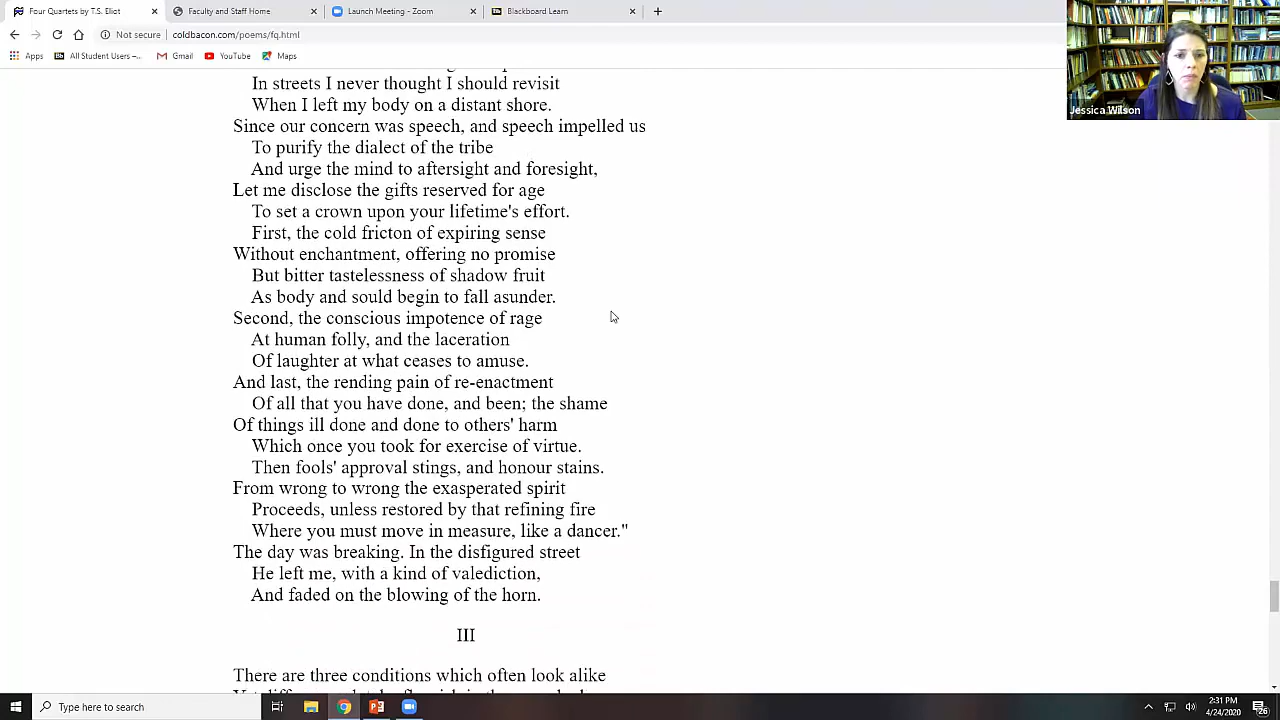 Four Quartets by T.S. Eliot
Faculty and Staff Home
Launch Meeting - Zoom
Blackboard Learn
Not secure
coldbacon.com/poems/fq.html
Apps
All Student Users –...
Gmail
YouTube
Maps
Jessica Wilson
In streets I never thought I should revisit
When I left my body on a distant shore.
Since our concern was speech, and speech impelled us
To purify the dialect of the tribe
And urge the mind to aftersight and foresight,
Let me disclose the gifts reserved for age
To set a crown upon your lifetime's effort.
First, the cold fricton of expiring sense
Without enchantment, offering no promise
But bitter tastelessness of shadow fruit
As body and sould begin to fall asunder.
Second, the conscious impotence of rage
At human folly, and the laceration
Of laughter at what ceases to amuse.
And last, the rending pain of re-enactment
Of all that you have done, and been; the shame
Of things ill done and done to others' harm
Which once you took for exercise of virtue.
Then fools' approval stings, and honour stains.
From wrong to wrong the exasperated spirit
Proceeds, unless restored by that refining fire
Where you must move in measure, like a dancer."
The day was breaking. In the disfigured street
He left me, with a kind of valediction,
And faded on the blowing of the horn.
III
There are three conditions which often look alike
Type here to search
2:31 PM
4/24/2020